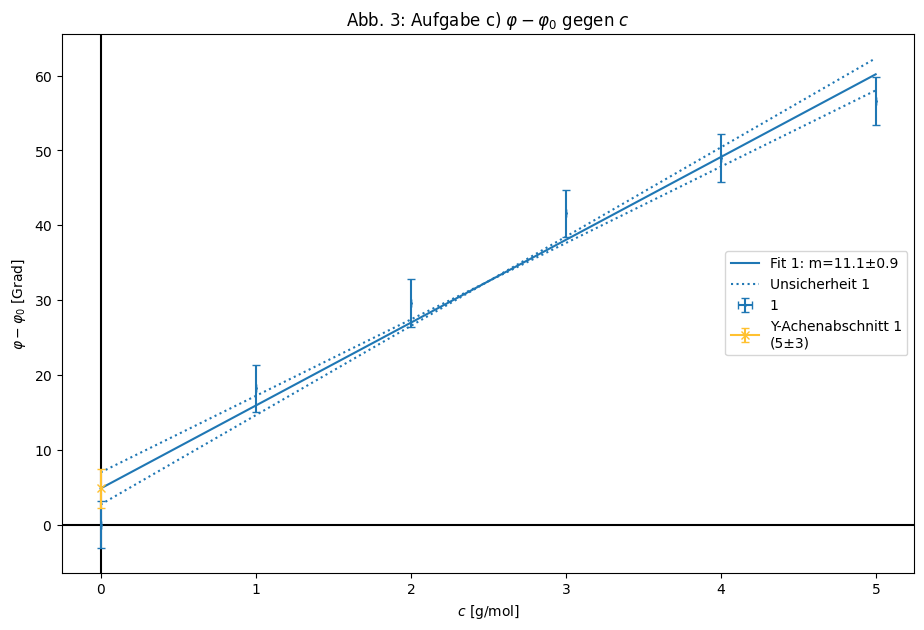 Abb. 3: Aufgabe c) φ − φ₀ gegen c
φ − φ₀ [Grad]
60
50
40
30
20
10
0
0 1 2 3 4 5
c [g/mol]
Fit 1: m=11.1±0.9
Unsicherheit 1
1
Y-Achenabschnitt 1
(5±3)